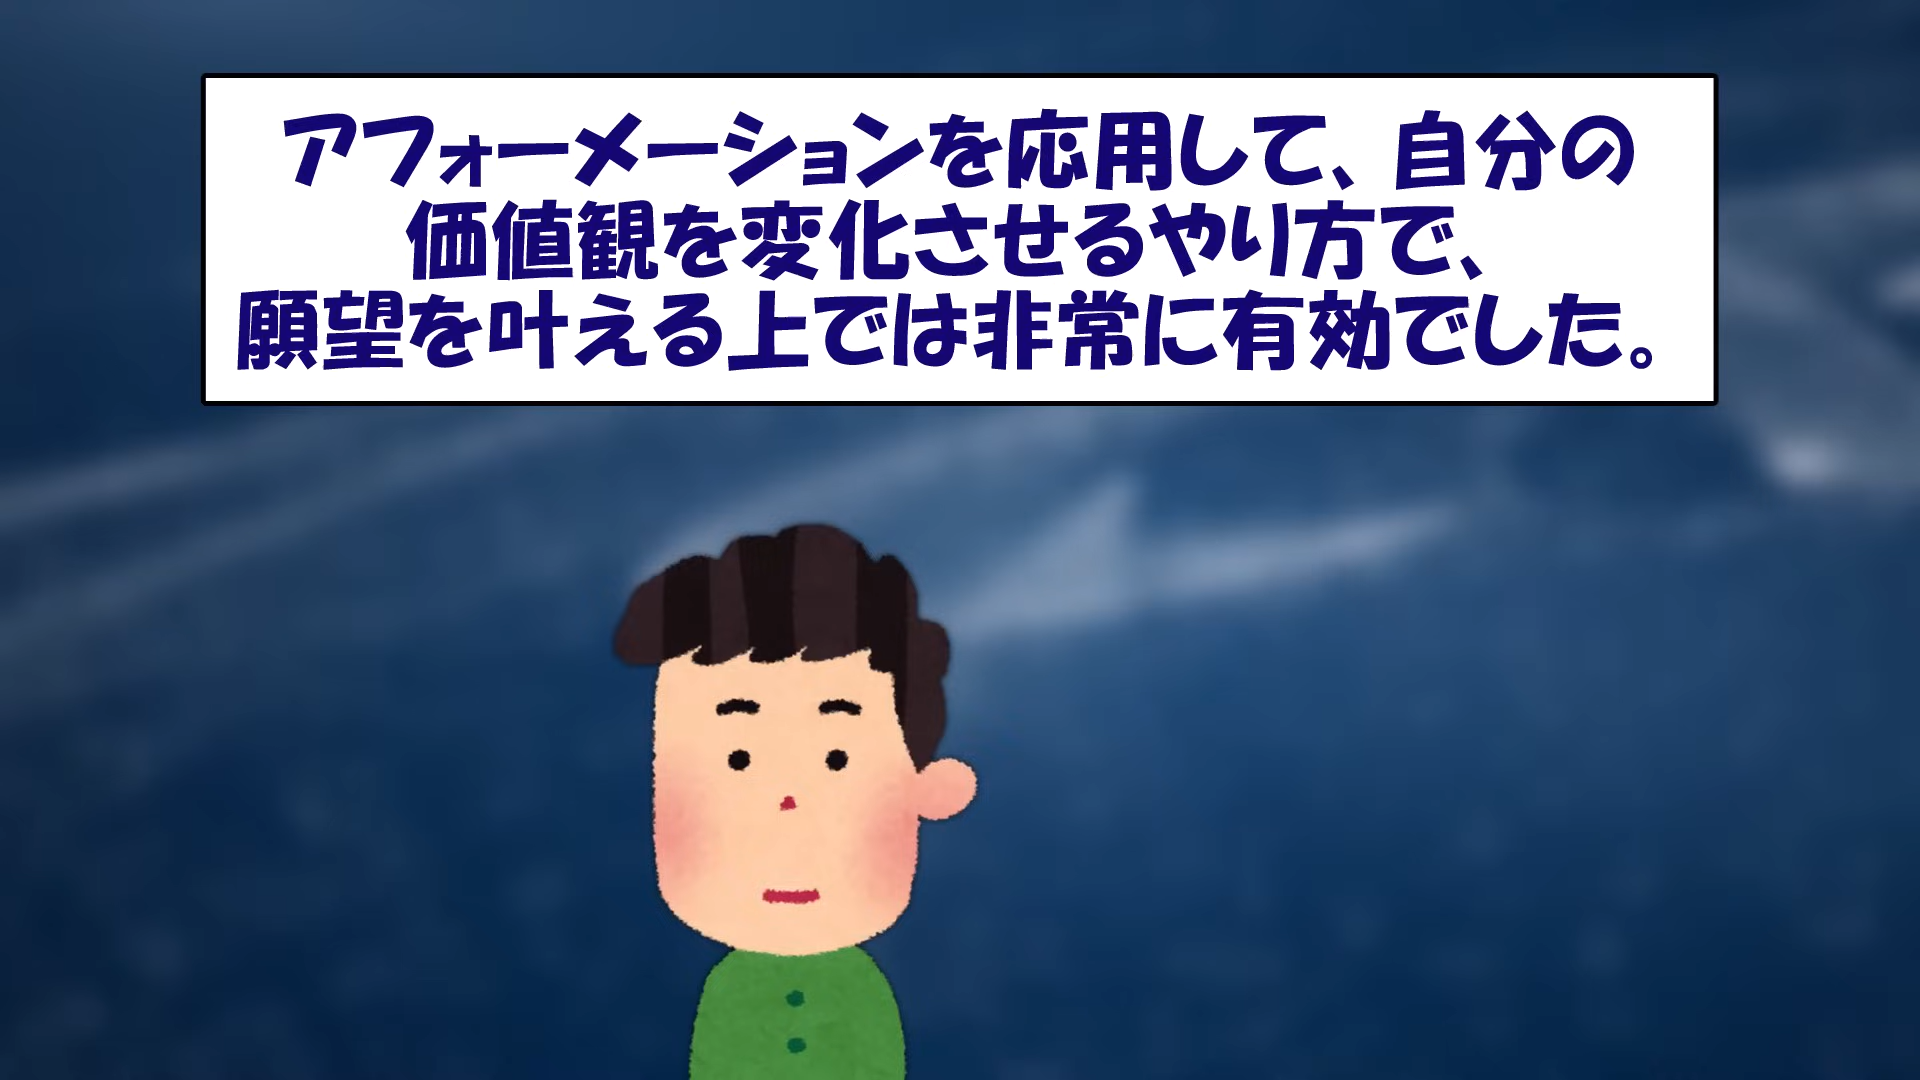 アフォーメーションを応用して、自分の
価値観を変化させるやり方で、
願望を叶える上では非常に有効でした。